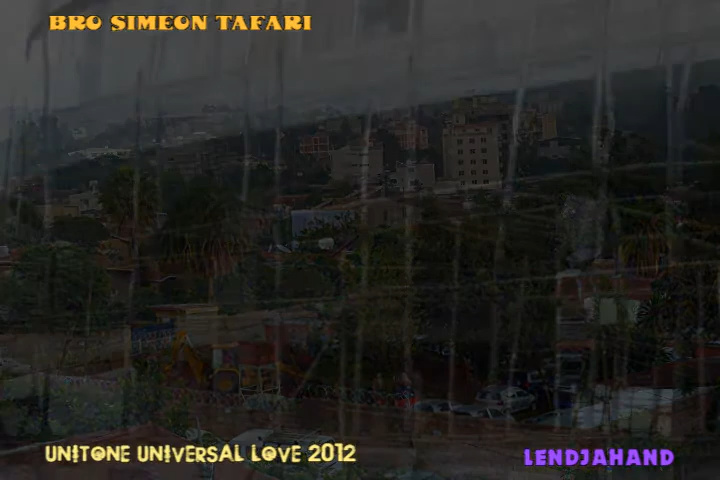 BRO SIMEON TAFARI
UNITONE UNIVERSAL LOVE 2012
LENDJAHAND